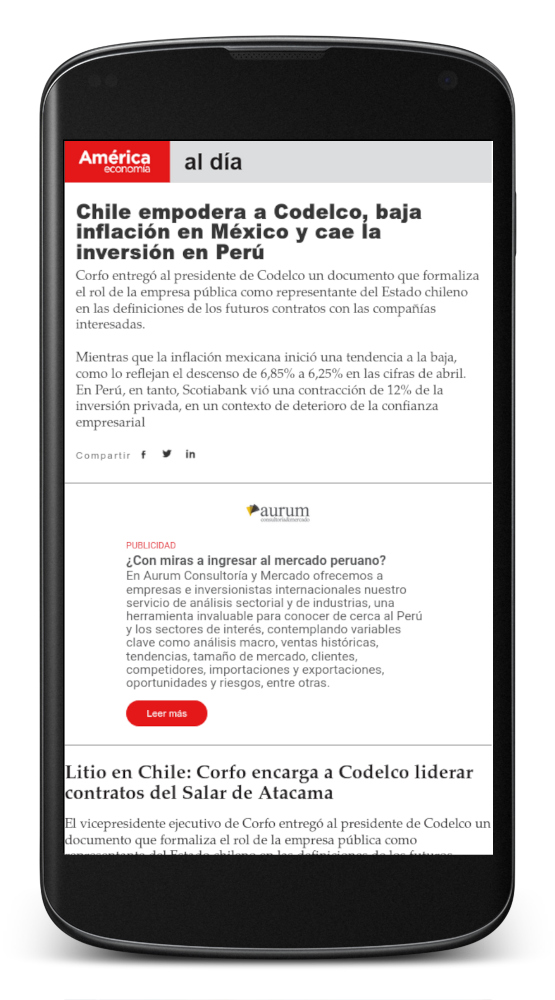 América
economía
al día
Chile empodera a Codelco, baja
inflación en México y cae la
inversión en Perú
Corfo entregó al presidente de Codelco un documento que formaliza
el rol de la empresa pública como representante del Estado chileno
en las definiciones de los futuros contratos con las compañías
interesadas.
Mientras que la inflación mexicana inició una tendencia a la baja,
como lo reflejan el descenso de 6,85% a 6,25% en las cifras de abril.
En Perú, en tanto, Scotiabank vió una contracción de 12% de la
inversión privada, en un contexto de deterioro de la confianza
empresarial
Compartir
aurum
consultoría&mercado
PUBLICIDAD
¿Con miras a ingresar al mercado peruano?
En Aurum Consultoría y Mercado ofrecemos a
empresas e inversionistas internacionales nuestro
servicio de análisis sectorial y de industrias, una
herramienta invaluable para conocer de cerca al Perú
y los sectores de interés, contemplando variables
clave como análisis macro, ventas históricas,
tendencias, tamaño de mercado, clientes,
competidores, importaciones y exportaciones,
oportunidades y riesgos, entre otras.
Leer más
Litio en Chile: Corfo encarga a Codelco liderar
contratos del Salar de Atacama
El vicepresidente ejecutivo de Corfo entregó al presidente de Codelco un
documento que formaliza el rol de la empresa pública como
representante del Estado chileno en las definiciones de los futuros